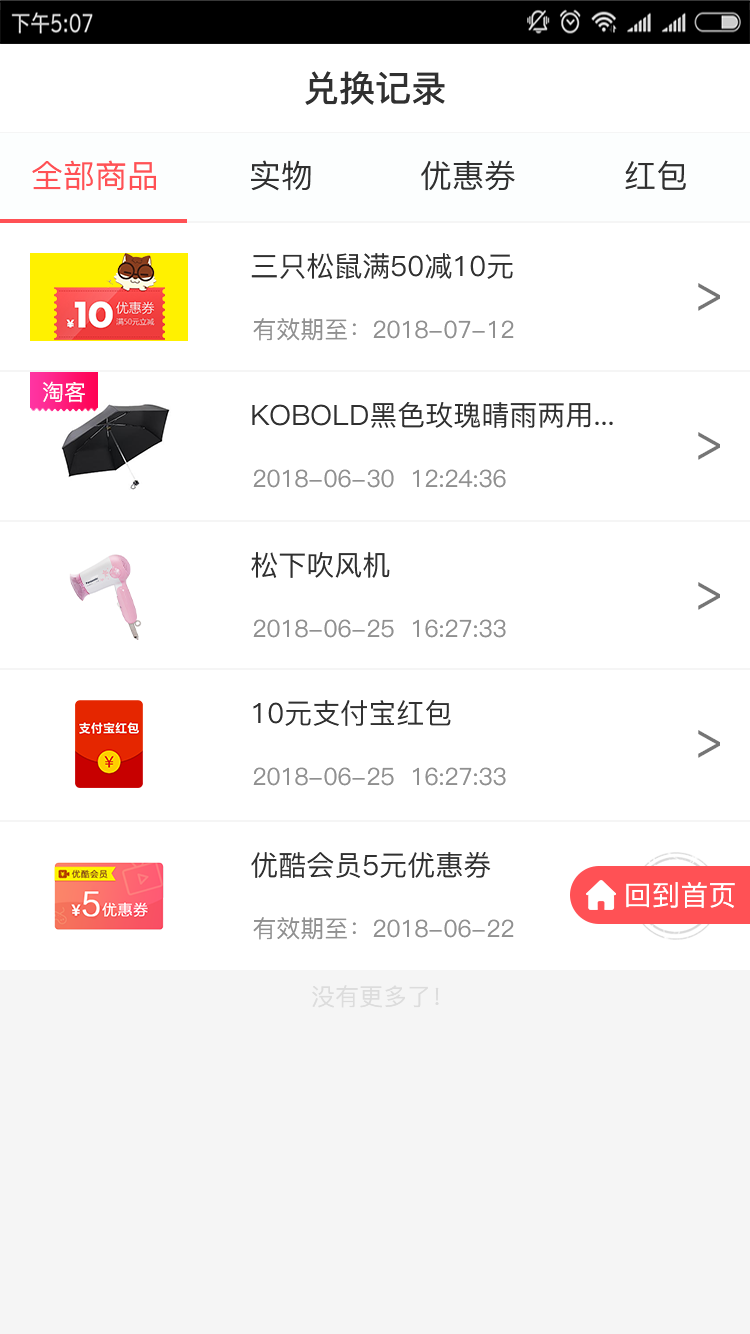 下午5:07
兑换记录
全部商品 实物 优惠券 红包
三只松鼠满50减10元
¥10 优惠券
满50元立减
有效期至：2018-07-12
淘客
KOBOLD黑色玫瑰晴雨两用...
2018-06-30 12:24:36
松下吹风机
Panasonic
2018-06-25 16:27:33
10元支付宝红包
支付宝红包
¥
2018-06-25 16:27:33
优酷会员5元优惠券
优酷会员
¥5优惠券
回到首页
有效期至：2018-06-22
没有更多了!